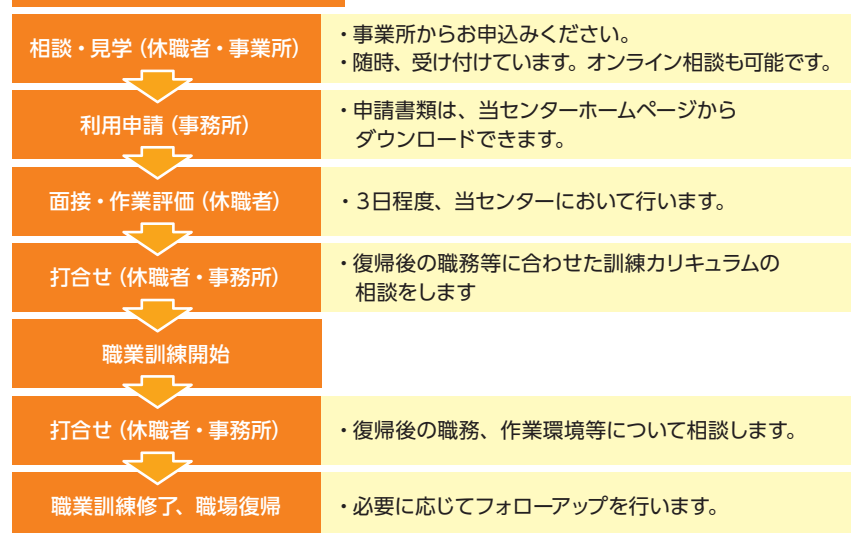 相談・見学（休職者・事業所）
・事業所からお申込みください。
・随時、受け付けています。オンライン相談も可能です。
利用申請（事務所）
・申請書類は、当センターホームページから
ダウンロードできます。
面接・作業評価（休職者）
・3日程度、当センターにおいて行います。
打合せ（休職者・事務所）
・復帰後の職務等に合わせた訓練カリキュラムの
相談をします
職業訓練開始
打合せ（休職者・事務所）
・復帰後の職務、作業環境等について相談します。
職業訓練修了、職場復帰
・必要に応じてフォローアップを行います。